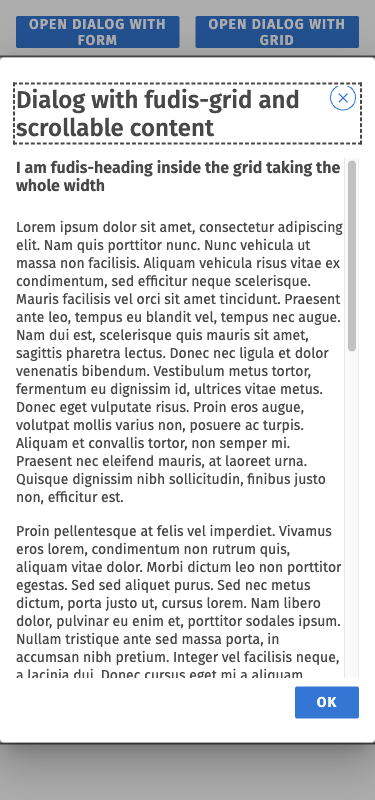 OPEN DIALOG WITH
FORM
OPEN DIALOG WITH
GRID
Dialog with fudis-grid and
scrollable content
I am fudis-heading inside the grid taking the
whole width
Lorem ipsum dolor sit amet, consectetur adipiscing
elit. Nam quis porttitor nunc. Nunc vehicula ut
massa non facilisis. Aliquam vehicula risus vitae ex
condimentum, sed efficitur neque scelerisque.
Mauris facilisis vel orci sit amet tincidunt. Praesent
ante leo, tempus eu blandit vel, tempus nec augue.
Nam dui est, scelerisque quis mauris sit amet,
sagittis pharetra lectus. Donec nec ligula et dolor
venenatis bibendum. Vestibulum metus tortor,
fermentum eu dignissim id, ultrices vitae metus.
Donec eget vulputate risus. Proin eros augue,
volutpat mollis varius non, posuere ac turpis.
Aliquam et convallis tortor, non semper mi.
Praesent nec eleifend mauris, at laoreet urna.
Quisque dignissim nibh sollicitudin, finibus justo
non, efficitur est.
Proin pellentesque at felis vel imperdiet. Vivamus
eros lorem, condimentum non rutrum quis,
aliquam vitae dolor. Morbi dictum leo non porttitor
egestas. Sed sed aliquet purus. Sed nec metus
dictum, porta justo ut, cursus lorem. Nam libero
dolor, pulvinar eu enim et, porttitor sodales ipsum.
Nullam tristique ante sed massa porta, in
accumsan nibh pretium. Integer vel facilisis neque,
a lacinia dui. Donec cursus eget mi a aliquam
OK